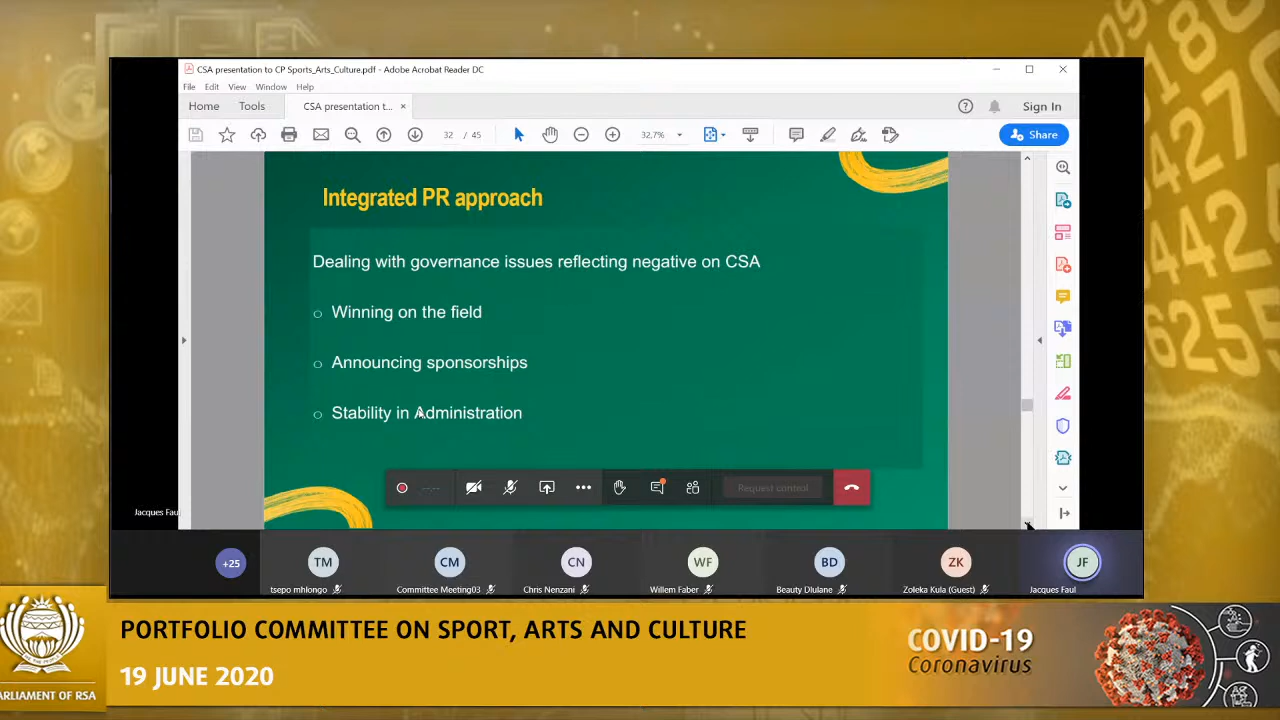 CSA presentation to CP Sports_Arts_Culture.pdf - Adobe Acrobat Reader DC
File Edit View Window Help
Home Tools CSA presentation t... × Sign In
32 / 45 32,7% Share
Integrated PR approach
Dealing with governance issues reflecting negative on CSA
o Winning on the field
o Announcing sponsorships
o Stability in Administration
--:-- Request control
Jacques Fau
+25 TM CM CN WF BD ZK JF
tsepo mhlongo Committee Meeting03 Chris Nenzani Willem Faber Beauty Dlulane Zoleka Kula (Guest) Jacques Faul
PORTFOLIO COMMITTEE ON SPORT, ARTS AND CULTURE
19 JUNE 2020
COVID-19
Coronavirus
ARLIAMENT OF RSA